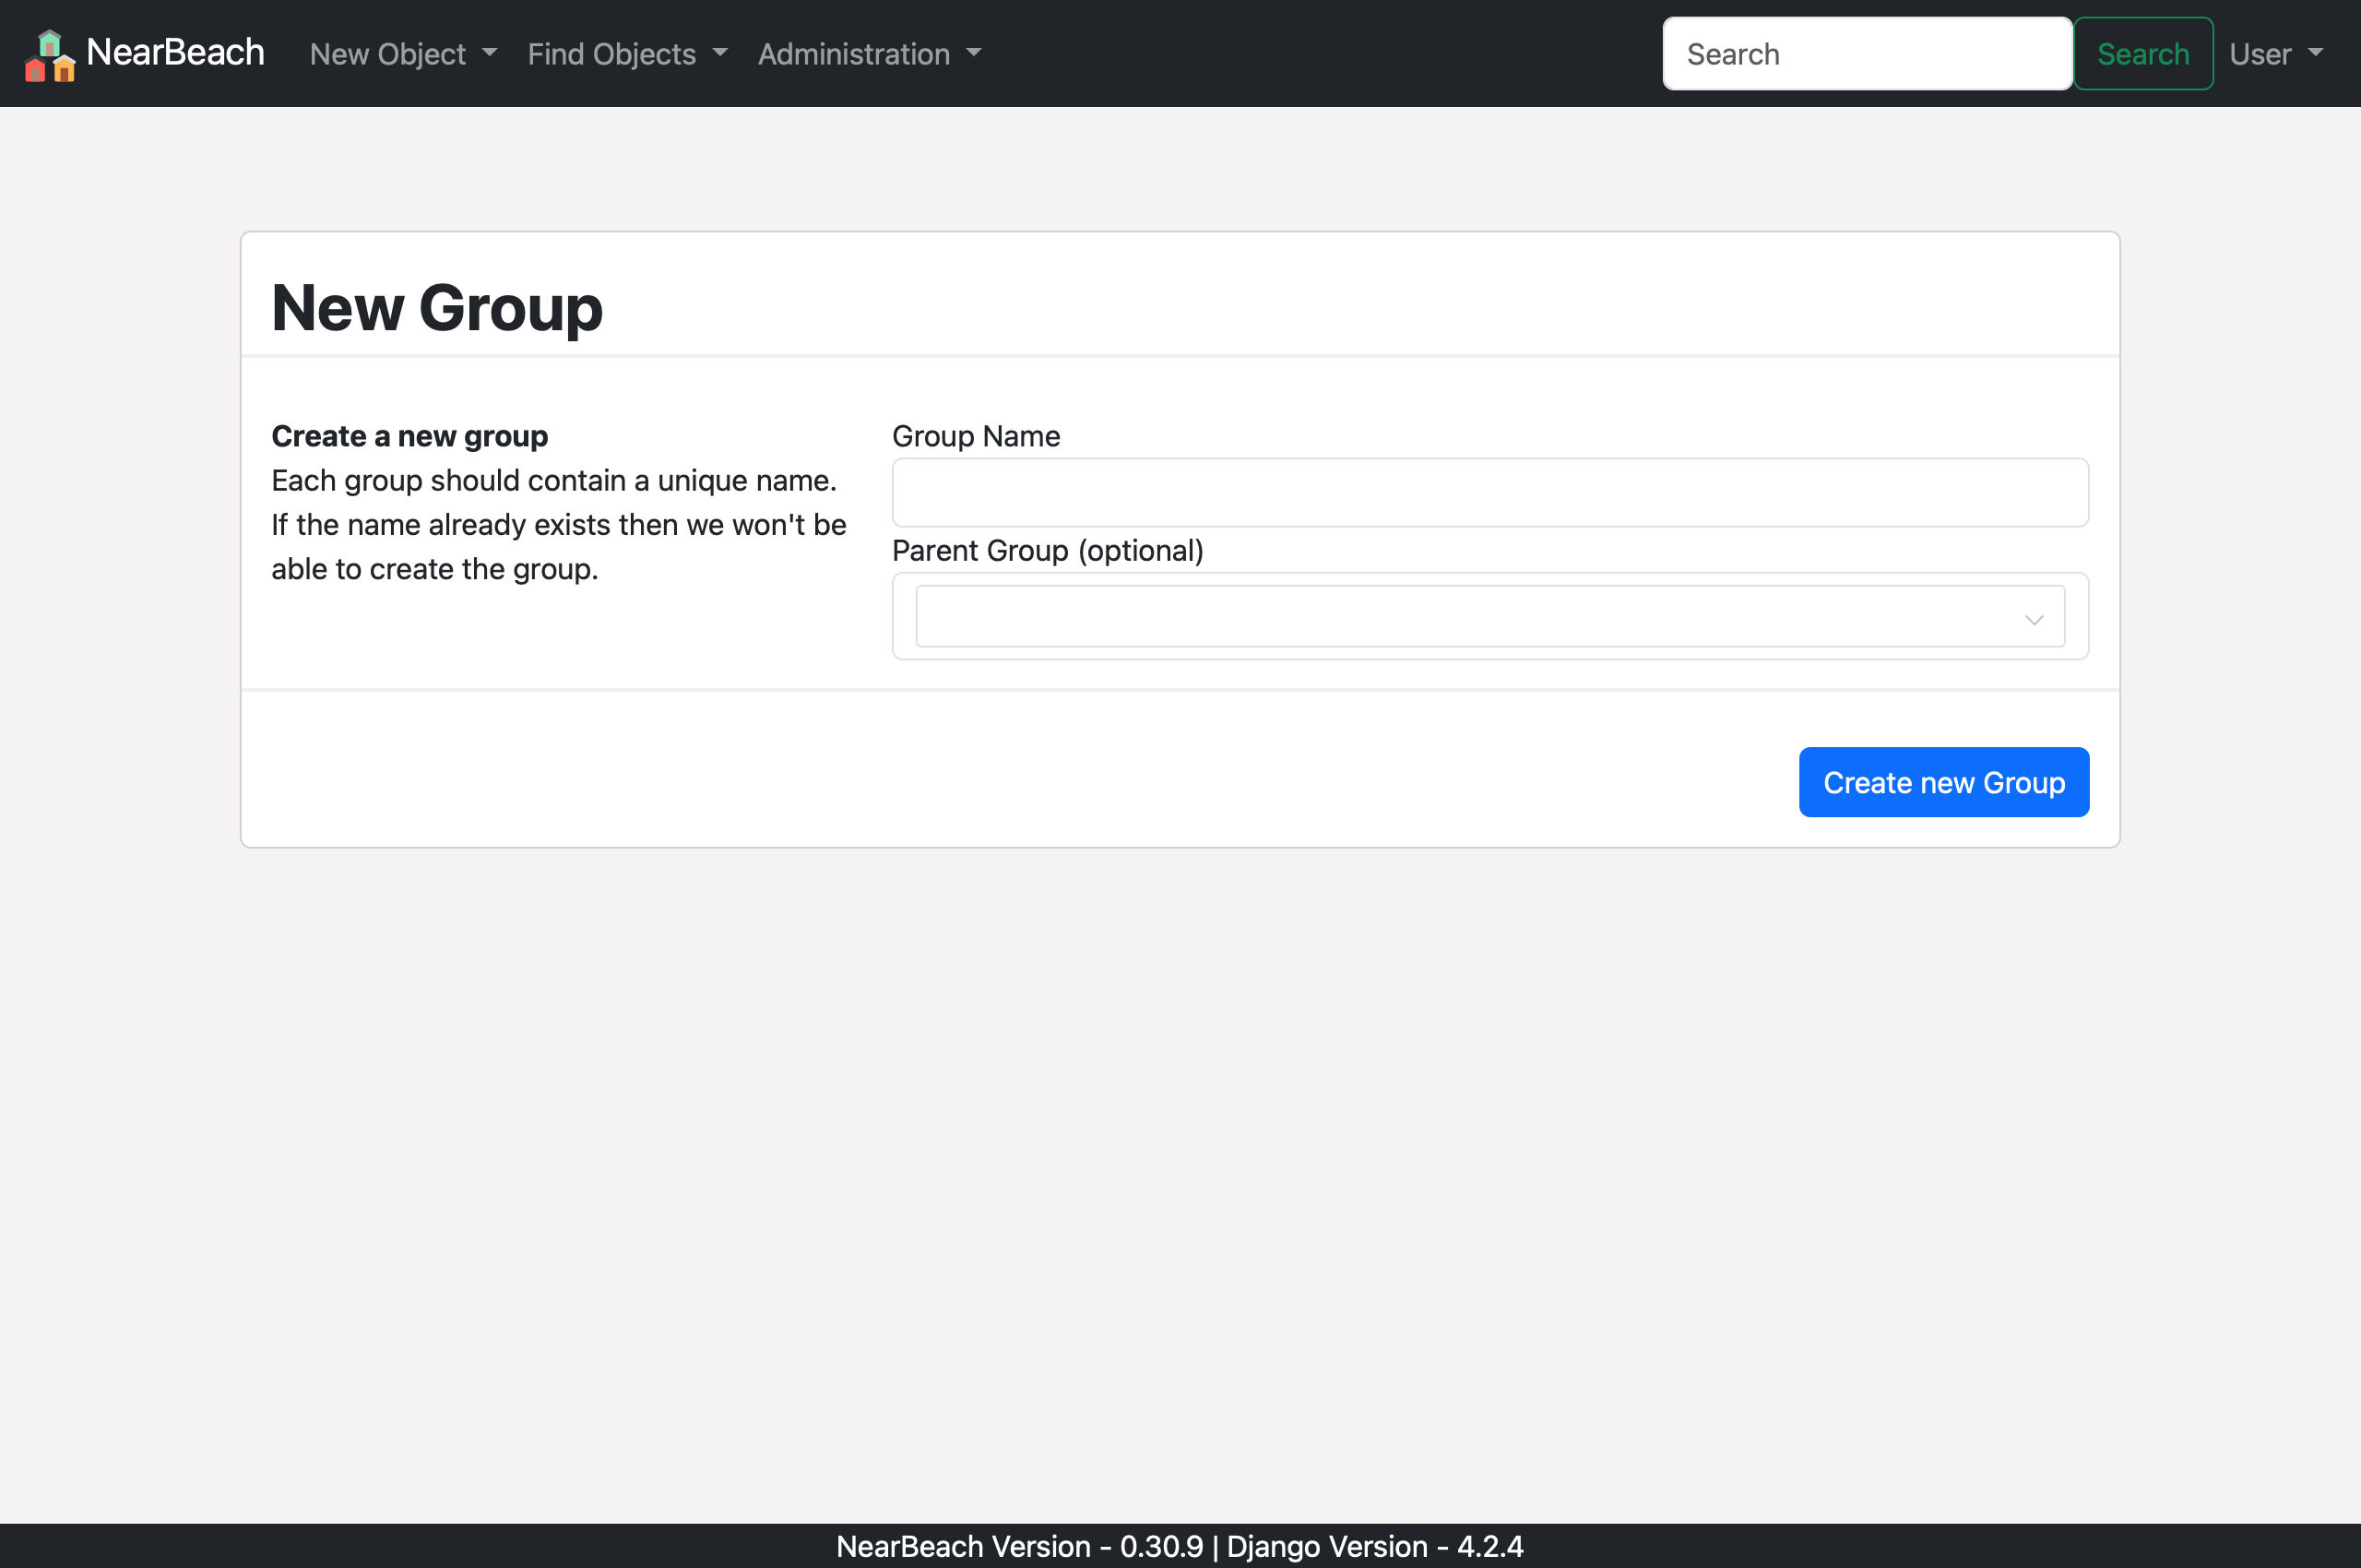 NearBeach New Object Find Objects Administration Search Search User
New Group
Create a new group
Each group should contain a unique name.
If the name already exists then we won't be
able to create the group.
Group Name
Parent Group (optional)
Create new Group
NearBeach Version - 0.30.9 | Django Version - 4.2.4